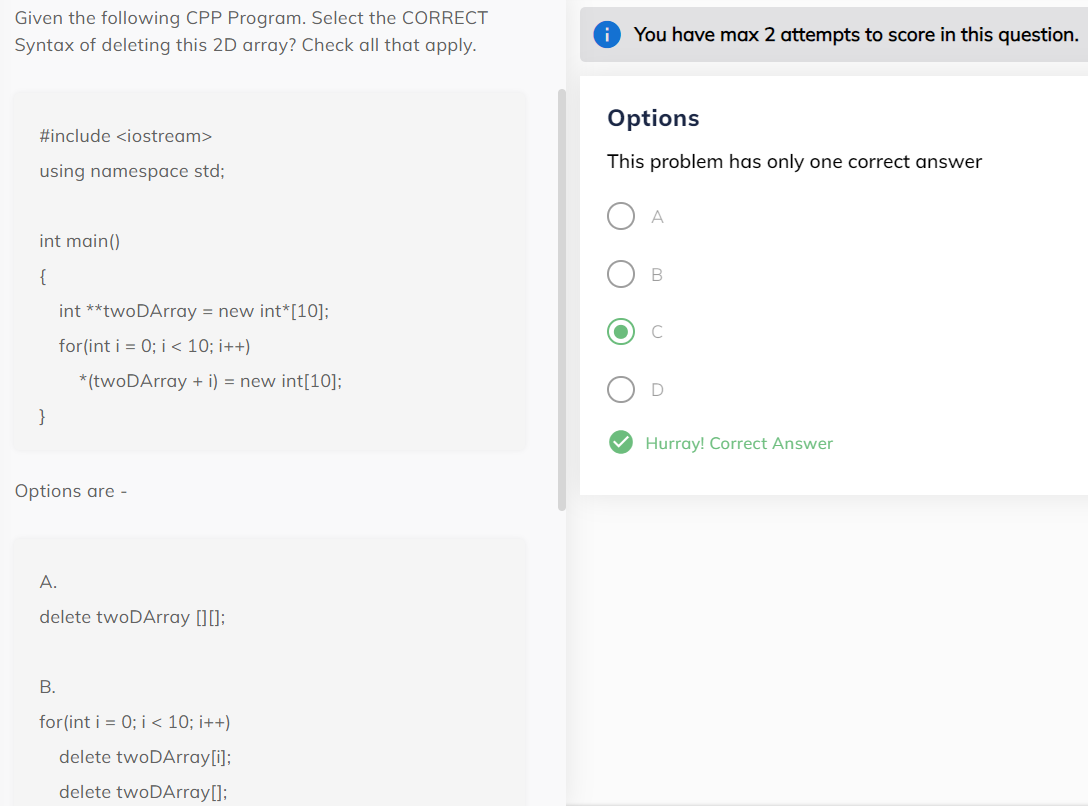 Given the following CPP Program. Select the CORRECT
Syntax of deleting this 2D array? Check all that apply.
#include <iostream>
using namespace std;
int main()
{
int **twoDArray = new int*[10];
for(int i = 0; i < 10; i++)
*(twoDArray + i) = new int[10];
}
Options are -
A.
delete twoDArray [][];
B.
for(int i = 0; i < 10; i++)
delete twoDArray[i];
delete twoDArray[];
You have max 2 attempts to score in this question.
Options
This problem has only one correct answer
A
B
C
D
Hurray! Correct Answer